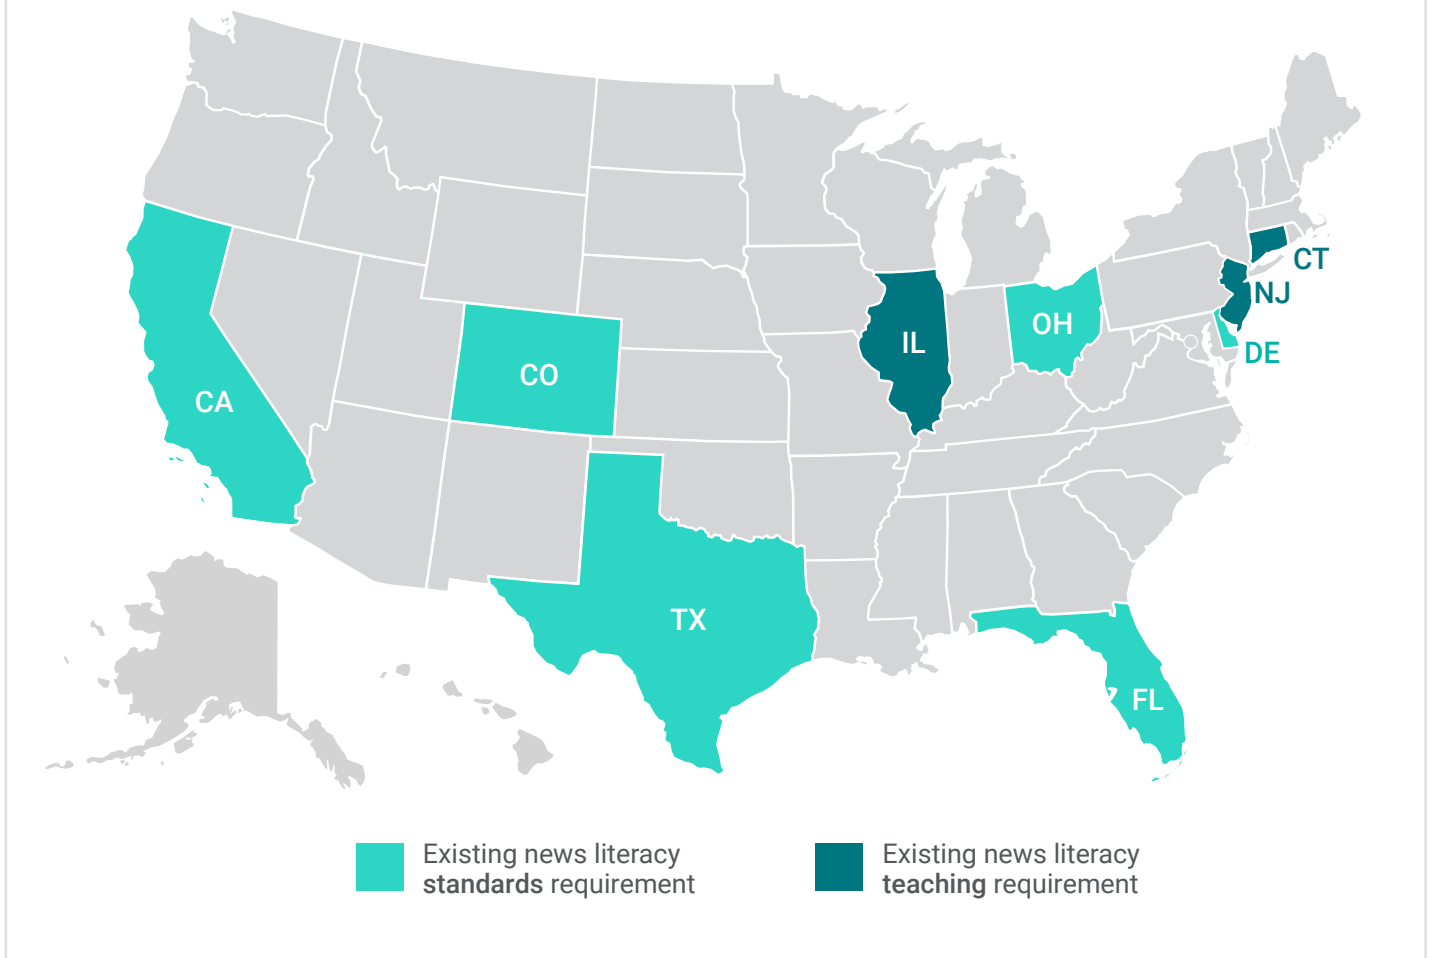 CT
NJ
OH
IL
DE
CO
CA
TX
FL
Existing news literacy
standards requirement
Existing news literacy
teaching requirement